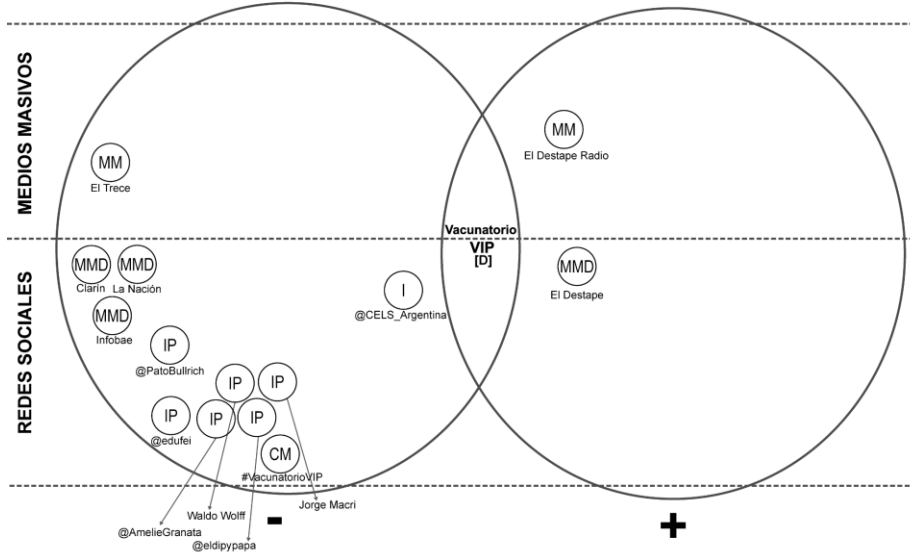 MEDIOS MASIVOS
MM
El Trece
MM
El Destape Radio
Vacunatorio
VIP
[D]
REDES SOCIALES
MMD
Clarín
MMD
La Nación
MMD
Infobae
I
@CELS_Argentina
MMD
El Destape
IP
@PatoBullrich
IP
IP
IP
@edufei
IP
IP
CM
#VacunatorioVIP
Jorge Macri
Waldo Wolff
@AmelieGranata
@eldipypapa
-
+